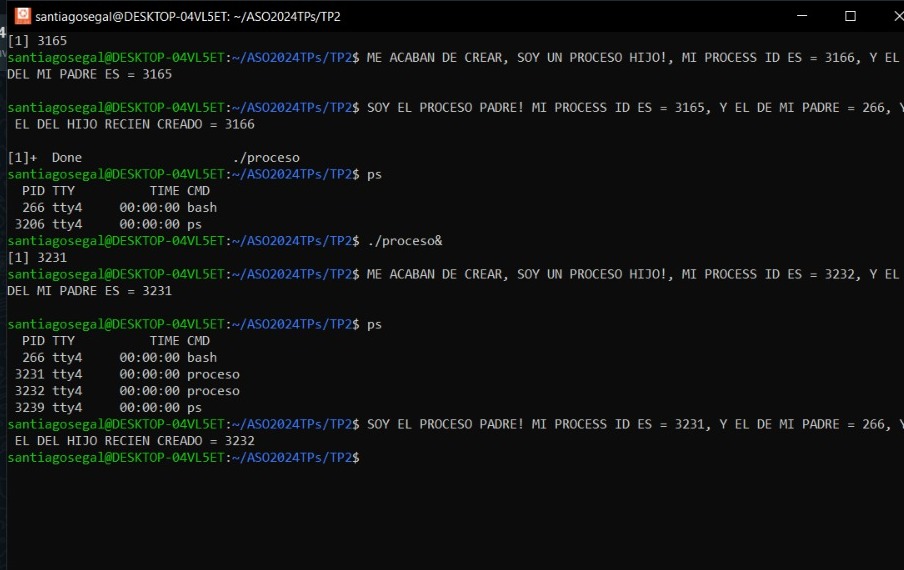 santiagosegal@DESKTOP-04VL5ET: ~/ASO2024TPs/TP2
[1] 3165
santiagosegal@DESKTOP-04VL5ET:~/ASO2024TPs/TP2$ ME ACABAN DE CREAR, SOY UN PROCESO HIJO!, MI PROCESS ID ES = 3166, Y EL
DEL MI PADRE ES = 3165
santiagosegal@DESKTOP-04VL5ET:~/ASO2024TPs/TP2$ SOY EL PROCESO PADRE! MI PROCESS ID ES = 3165, Y EL DE MI PADRE = 266, Y
EL DEL HIJO RECIEN CREADO = 3166
[1]+  Done                    ./proceso
santiagosegal@DESKTOP-04VL5ET:~/ASO2024TPs/TP2$ ps
  PID TTY          TIME CMD
  266 tty4     00:00:00 bash
 3206 tty4     00:00:00 ps
santiagosegal@DESKTOP-04VL5ET:~/ASO2024TPs/TP2$ ./proceso&
[1] 3231
santiagosegal@DESKTOP-04VL5ET:~/ASO2024TPs/TP2$ ME ACABAN DE CREAR, SOY UN PROCESO HIJO!, MI PROCESS ID ES = 3232, Y EL
DEL MI PADRE ES = 3231
santiagosegal@DESKTOP-04VL5ET:~/ASO2024TPs/TP2$ ps
  PID TTY          TIME CMD
  266 tty4     00:00:00 bash
 3231 tty4     00:00:00 proceso
 3232 tty4     00:00:00 proceso
 3239 tty4     00:00:00 ps
santiagosegal@DESKTOP-04VL5ET:~/ASO2024TPs/TP2$ SOY EL PROCESO PADRE! MI PROCESS ID ES = 3231, Y EL DE MI PADRE = 266, Y
EL DEL HIJO RECIEN CREADO = 3232
santiagosegal@DESKTOP-04VL5ET:~/ASO2024TPs/TP2$